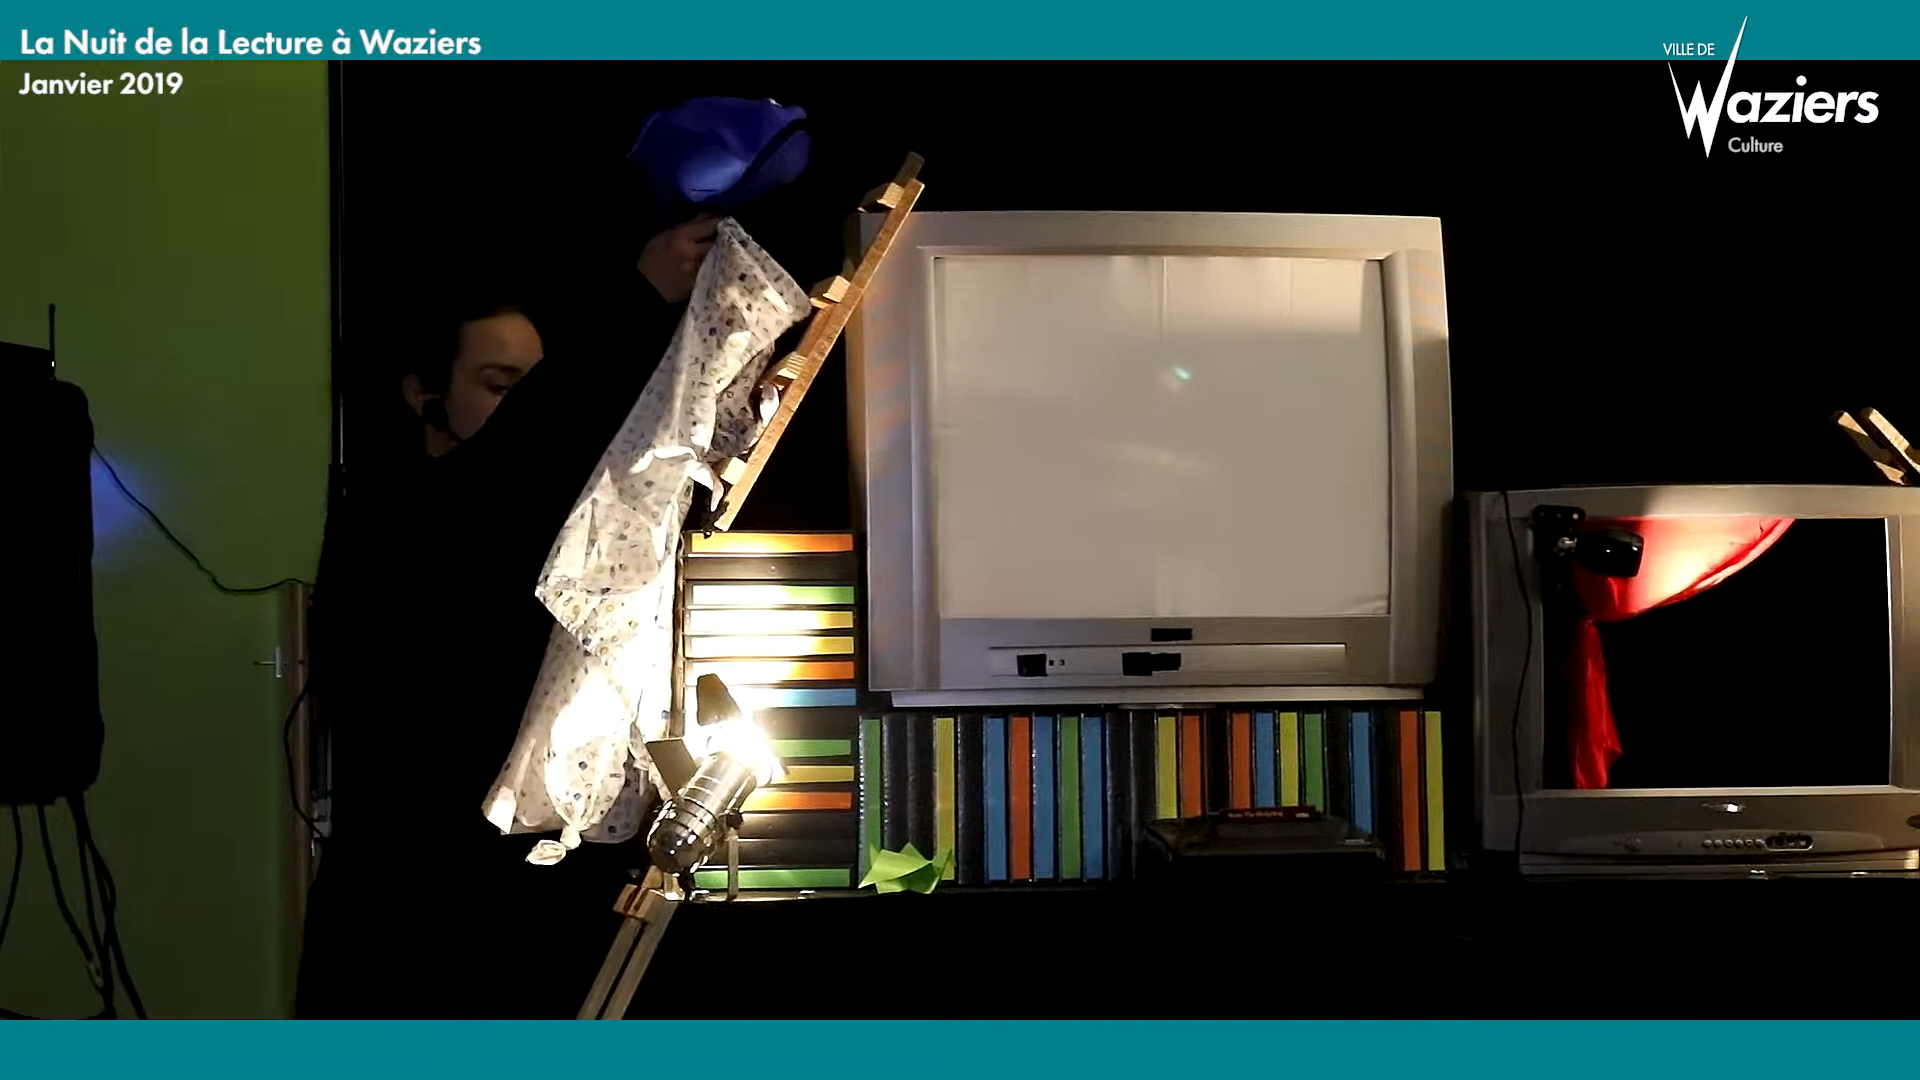 La Nuit de la Lecture à Waziers
Janvier 2019
VILLE DE
Waziers
Culture